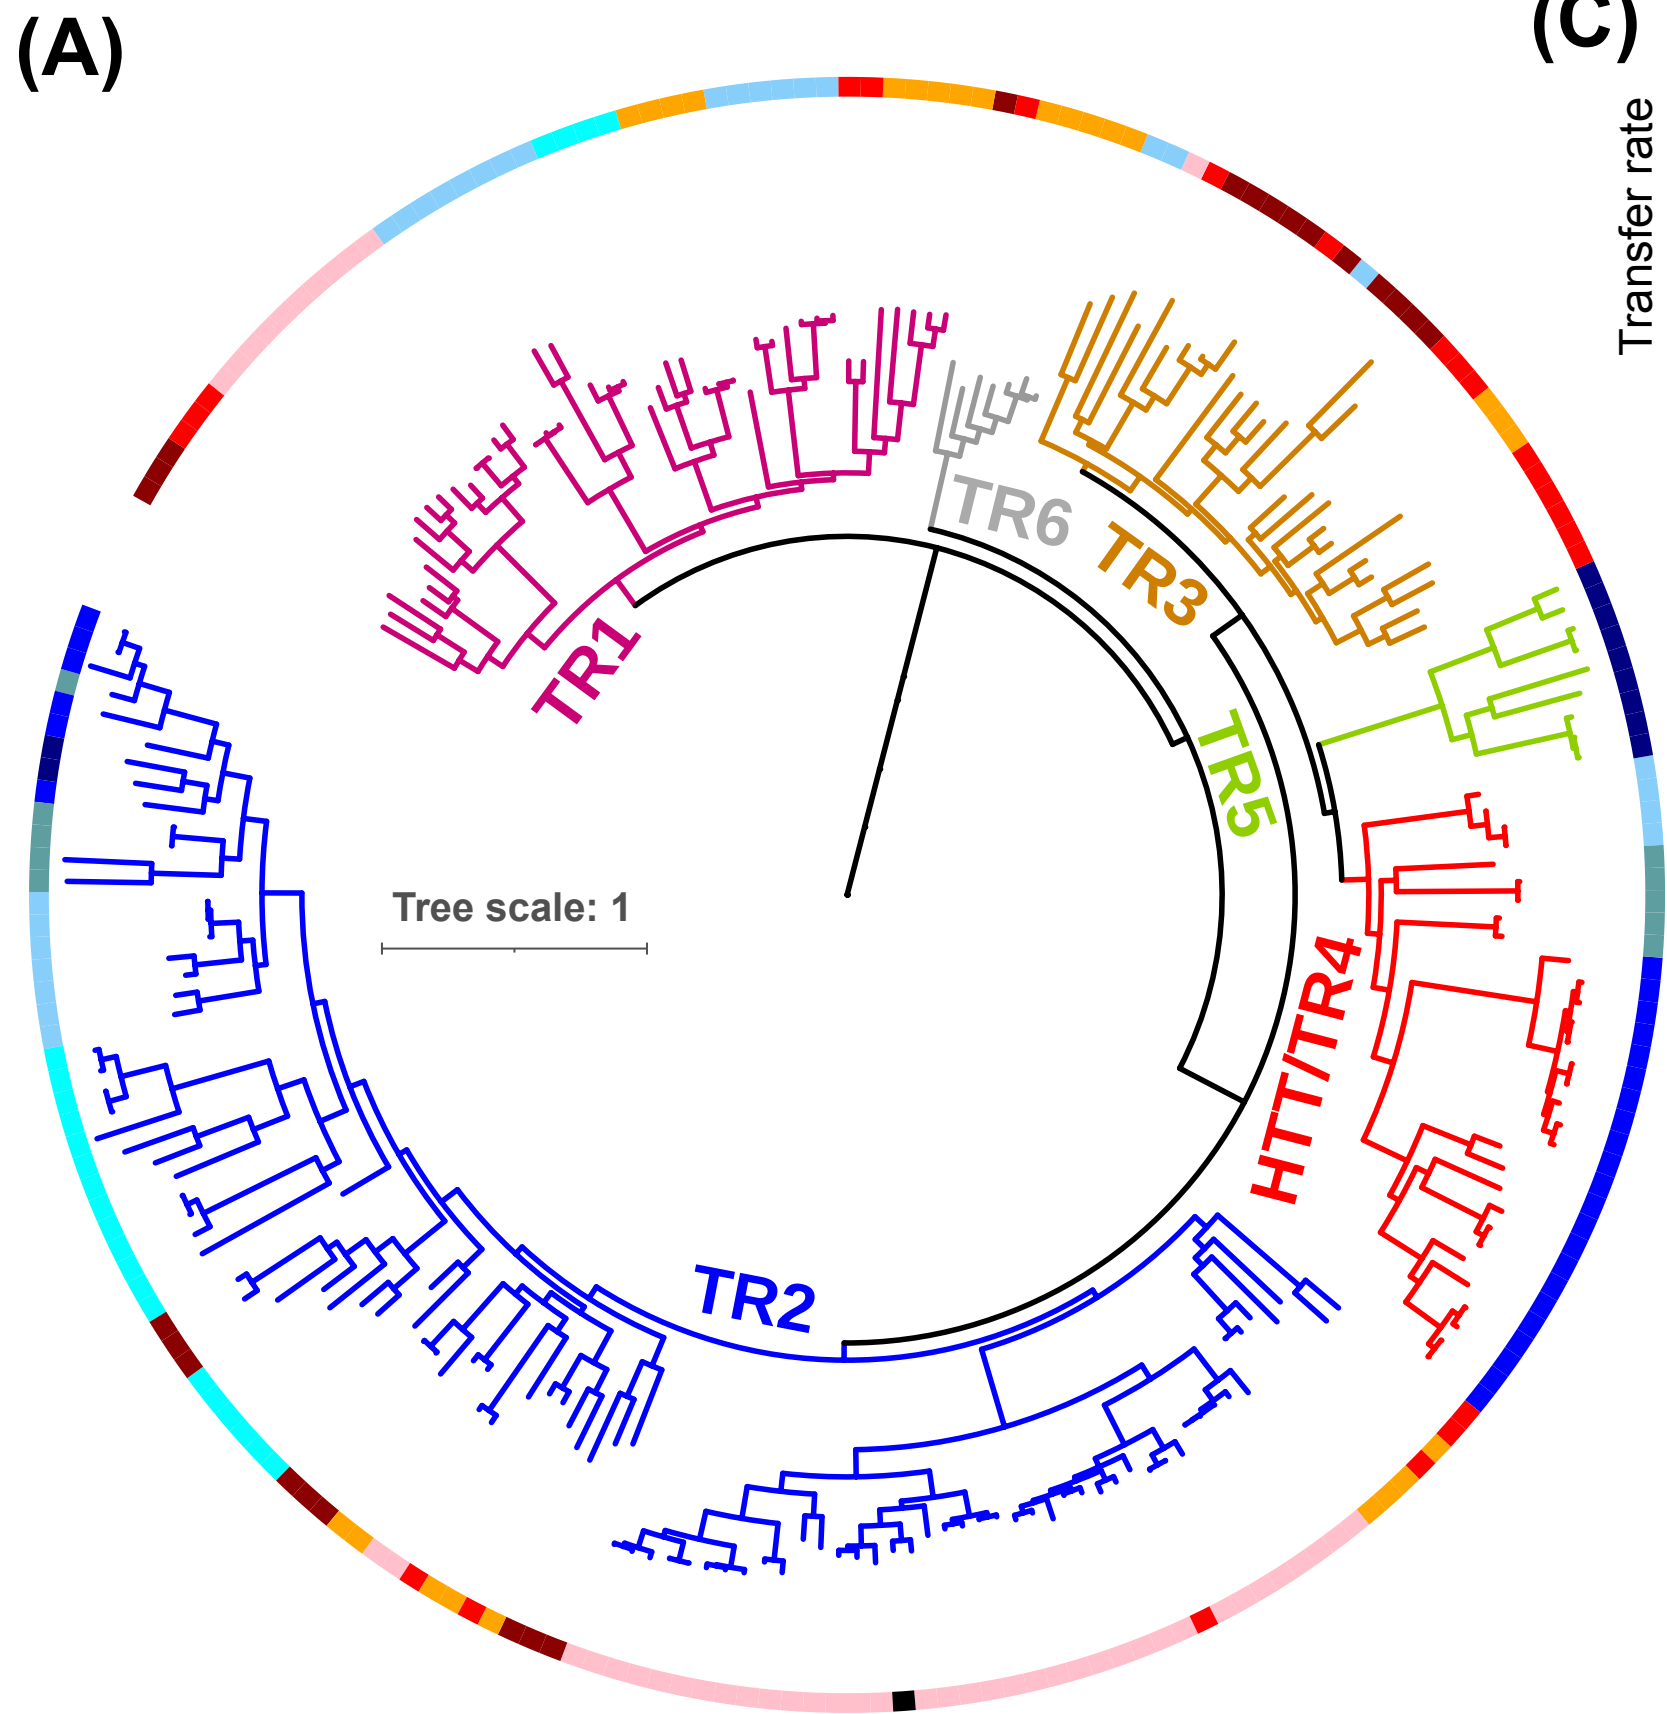 (A)
(C)
Transfer rate
TR6
TR3
TR1
TR5
Tree scale: 1
HTT/TR4
TR2